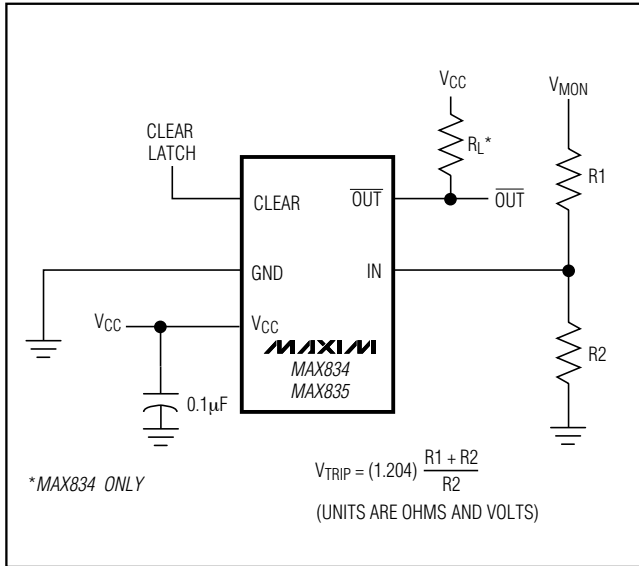 VCC
VMON
CLEAR
LATCH
RL*
R1
CLEAR
OUT
OUT
GND
IN
VCC
VCC
MAXIM
MAX834
MAX835
R2
0.1µF
*MAX834 ONLY
VTRIP = (1.204) R1 + R2
R2
(UNITS ARE OHMS AND VOLTS)